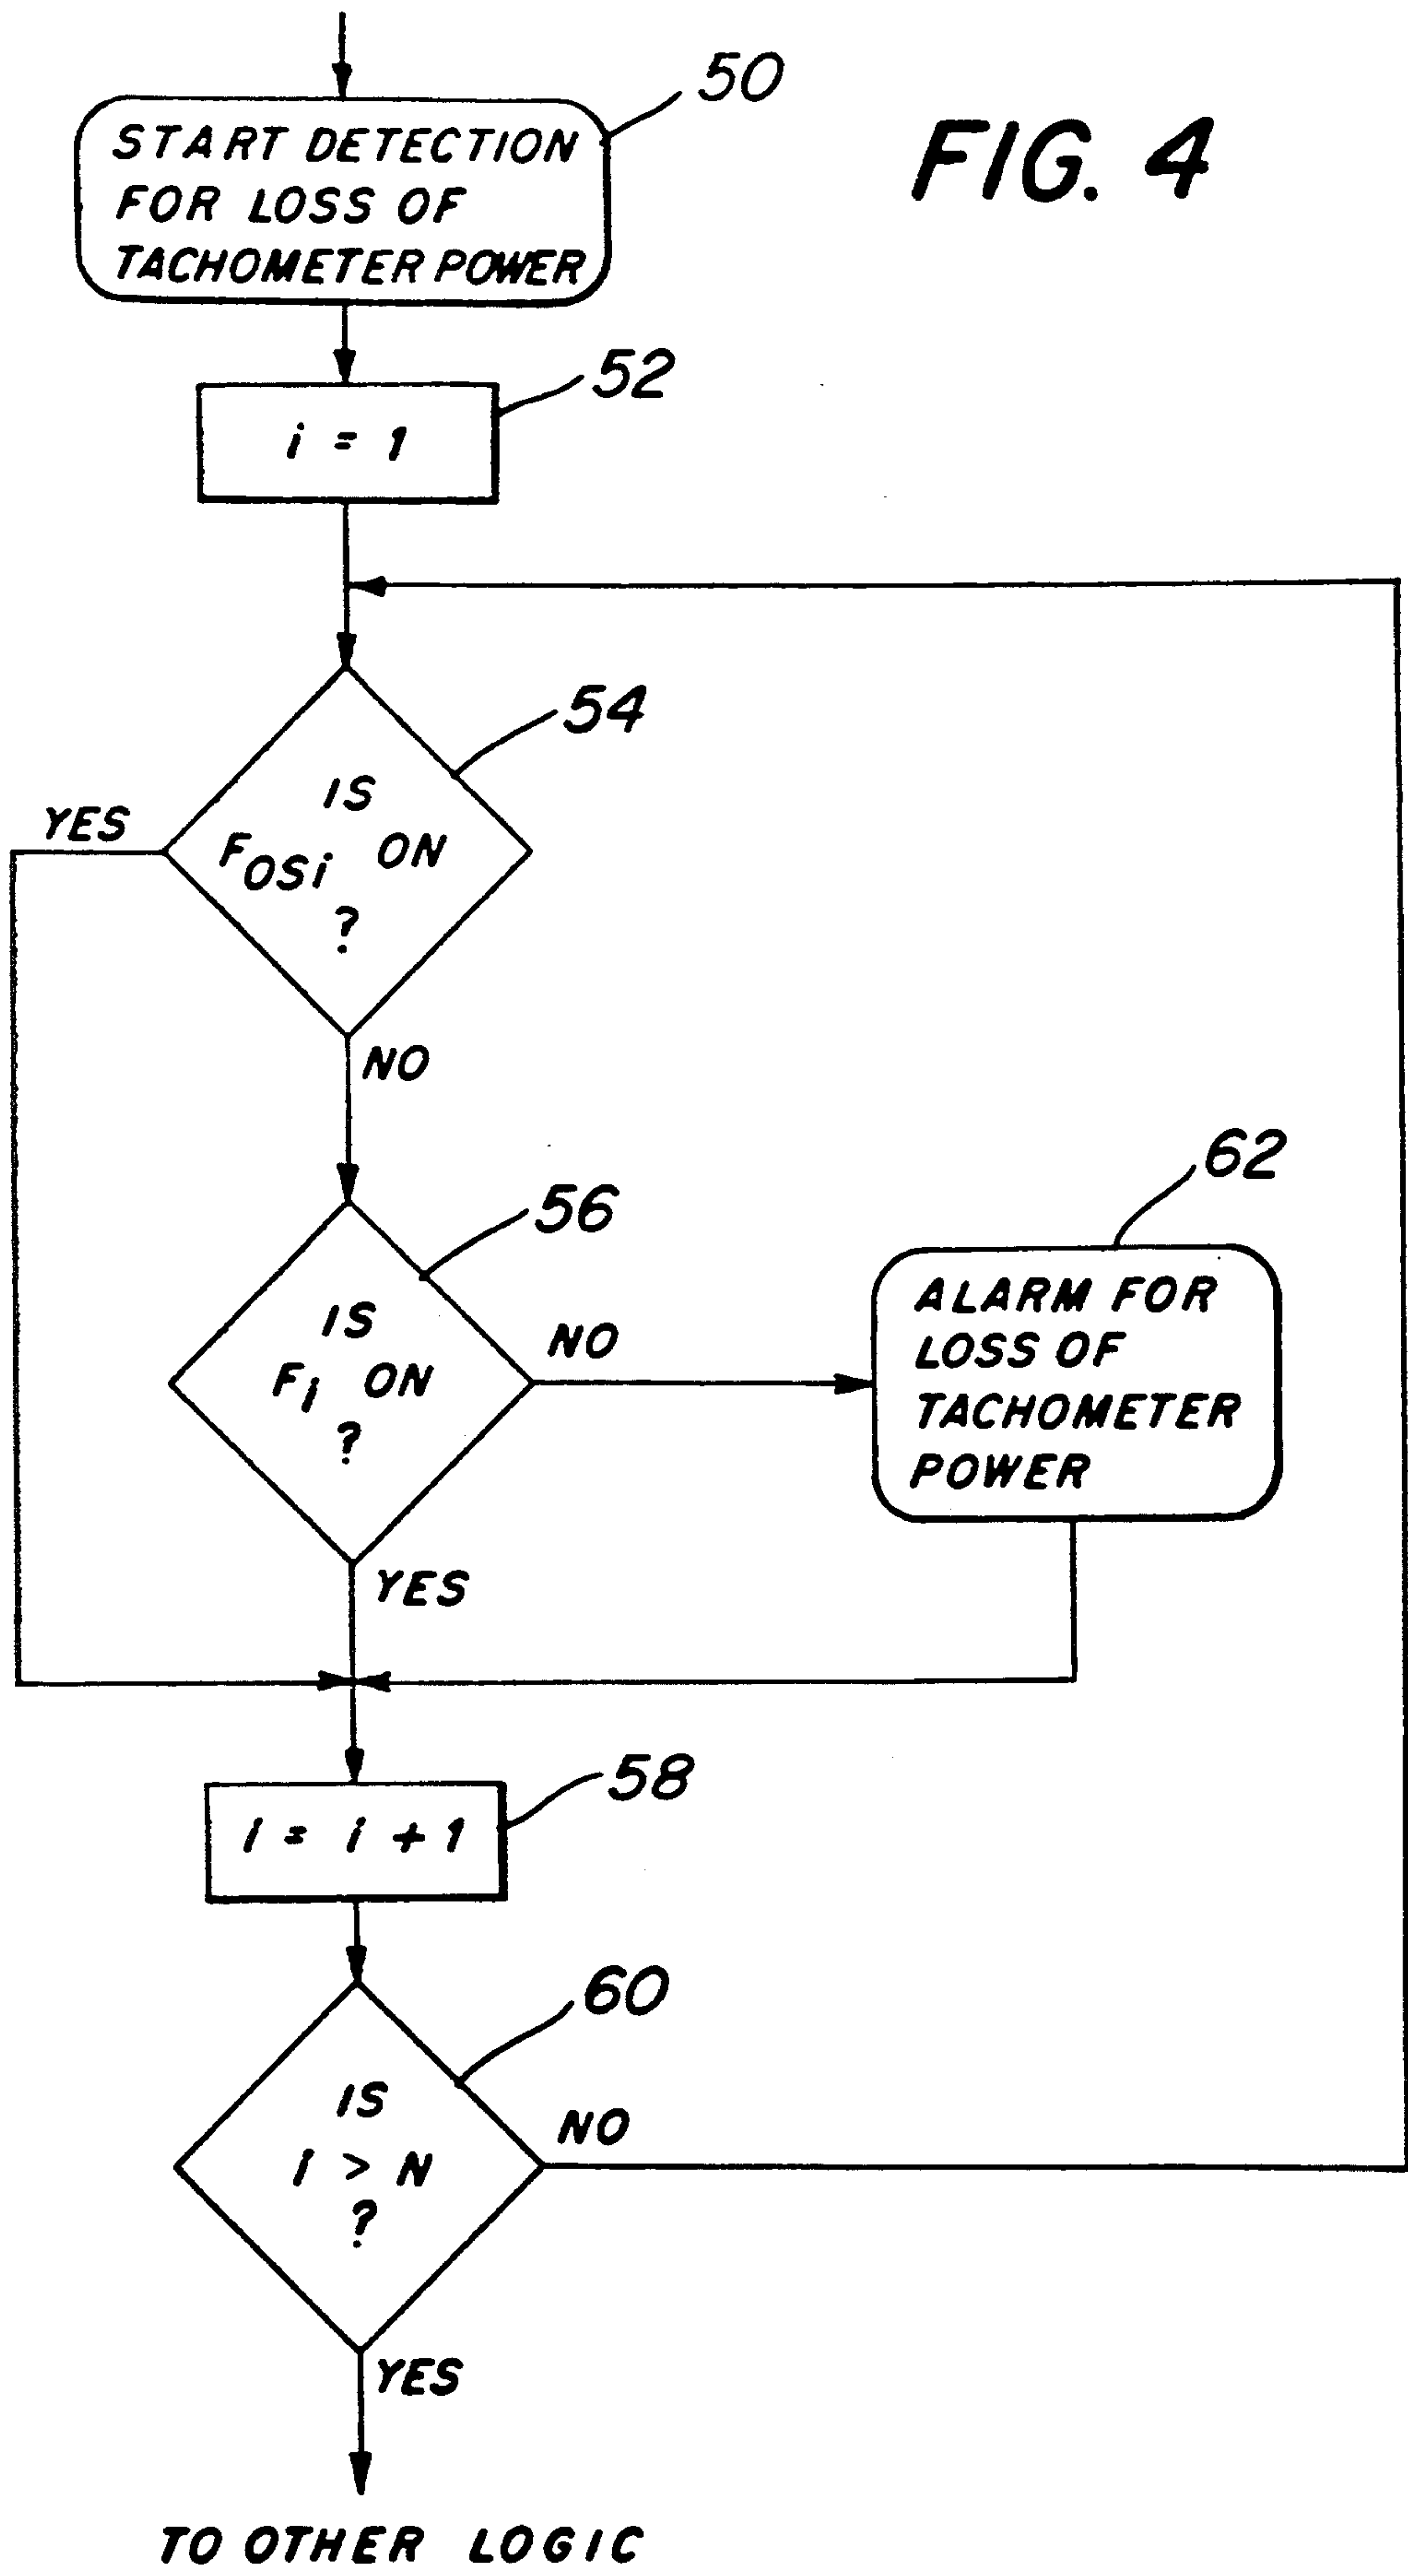 50
FIG. 4
START DETECTION
FOR LOSS OF
TACHOMETER POWER
52
i = 1
54
IS
FOSi ON
?
YES
NO
56
IS
Fi ON
?
NO
62
ALARM FOR
LOSS OF
TACHOMETER
POWER
YES
58
i = i + 1
60
IS
i > N
?
NO
YES
TO OTHER LOGIC